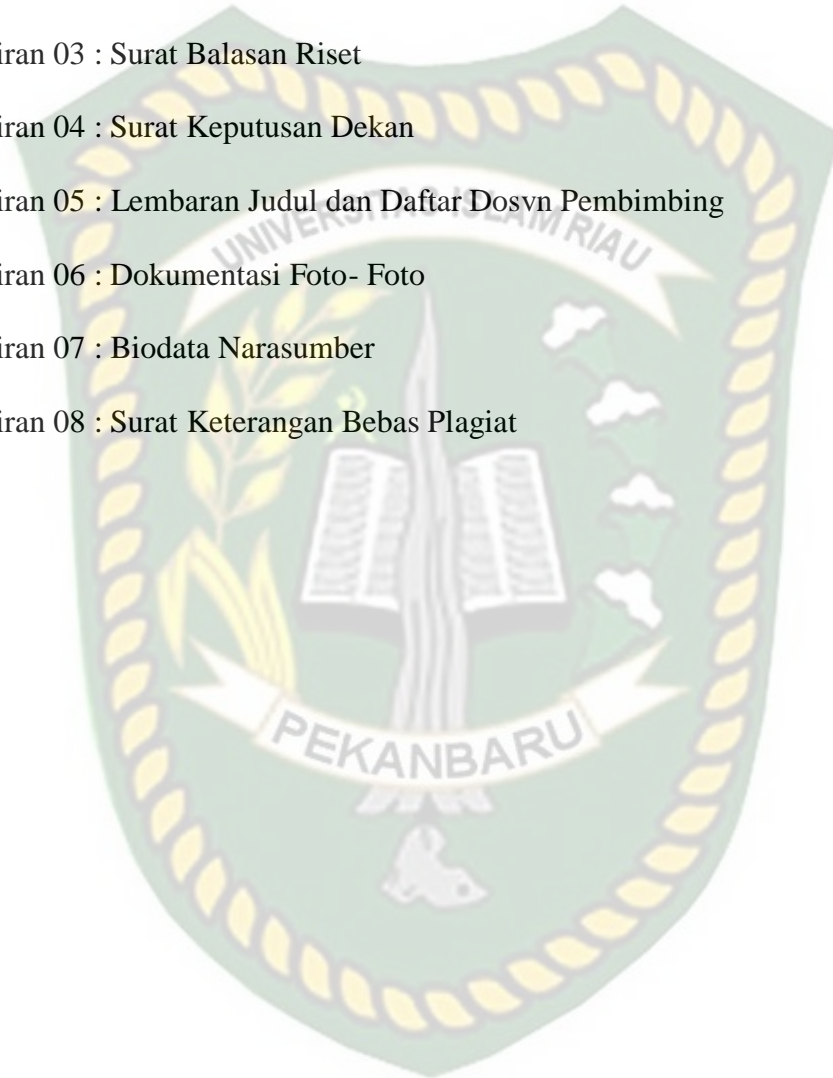 iran 03 : Surat Balasan Riset
iran 04 : Surat Keputusan Dekan
iran 05 : Lembaran Judul dan Daftar Dosvn Pembimbing
UNIVERSITAS ISLAM RIAU
iran 06 : Dokumentasi Foto- Foto
iran 07 : Biodata Narasumber
iran 08 : Surat Keterangan Bebas Plagiat
PEKANBARU